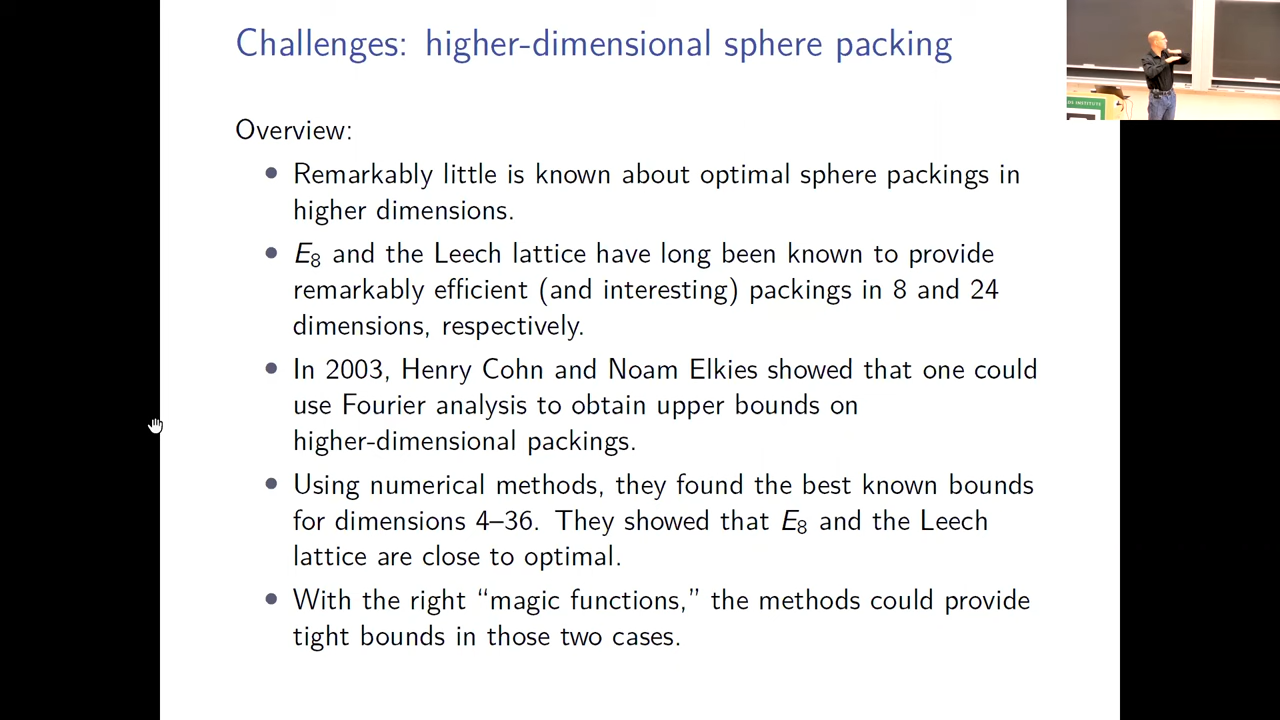 Challenges: higher-dimensional sphere packing
Overview:
• Remarkably little is known about optimal sphere packings in
higher dimensions.
• E₈ and the Leech lattice have long been known to provide
remarkably efficient (and interesting) packings in 8 and 24
dimensions, respectively.
• In 2003, Henry Cohn and Noam Elkies showed that one could
use Fourier analysis to obtain upper bounds on
higher-dimensional packings.
• Using numerical methods, they found the best known bounds
for dimensions 4–36. They showed that E₈ and the Leech
lattice are close to optimal.
• With the right “magic functions,” the methods could provide
tight bounds in those two cases.
INSTITUTE